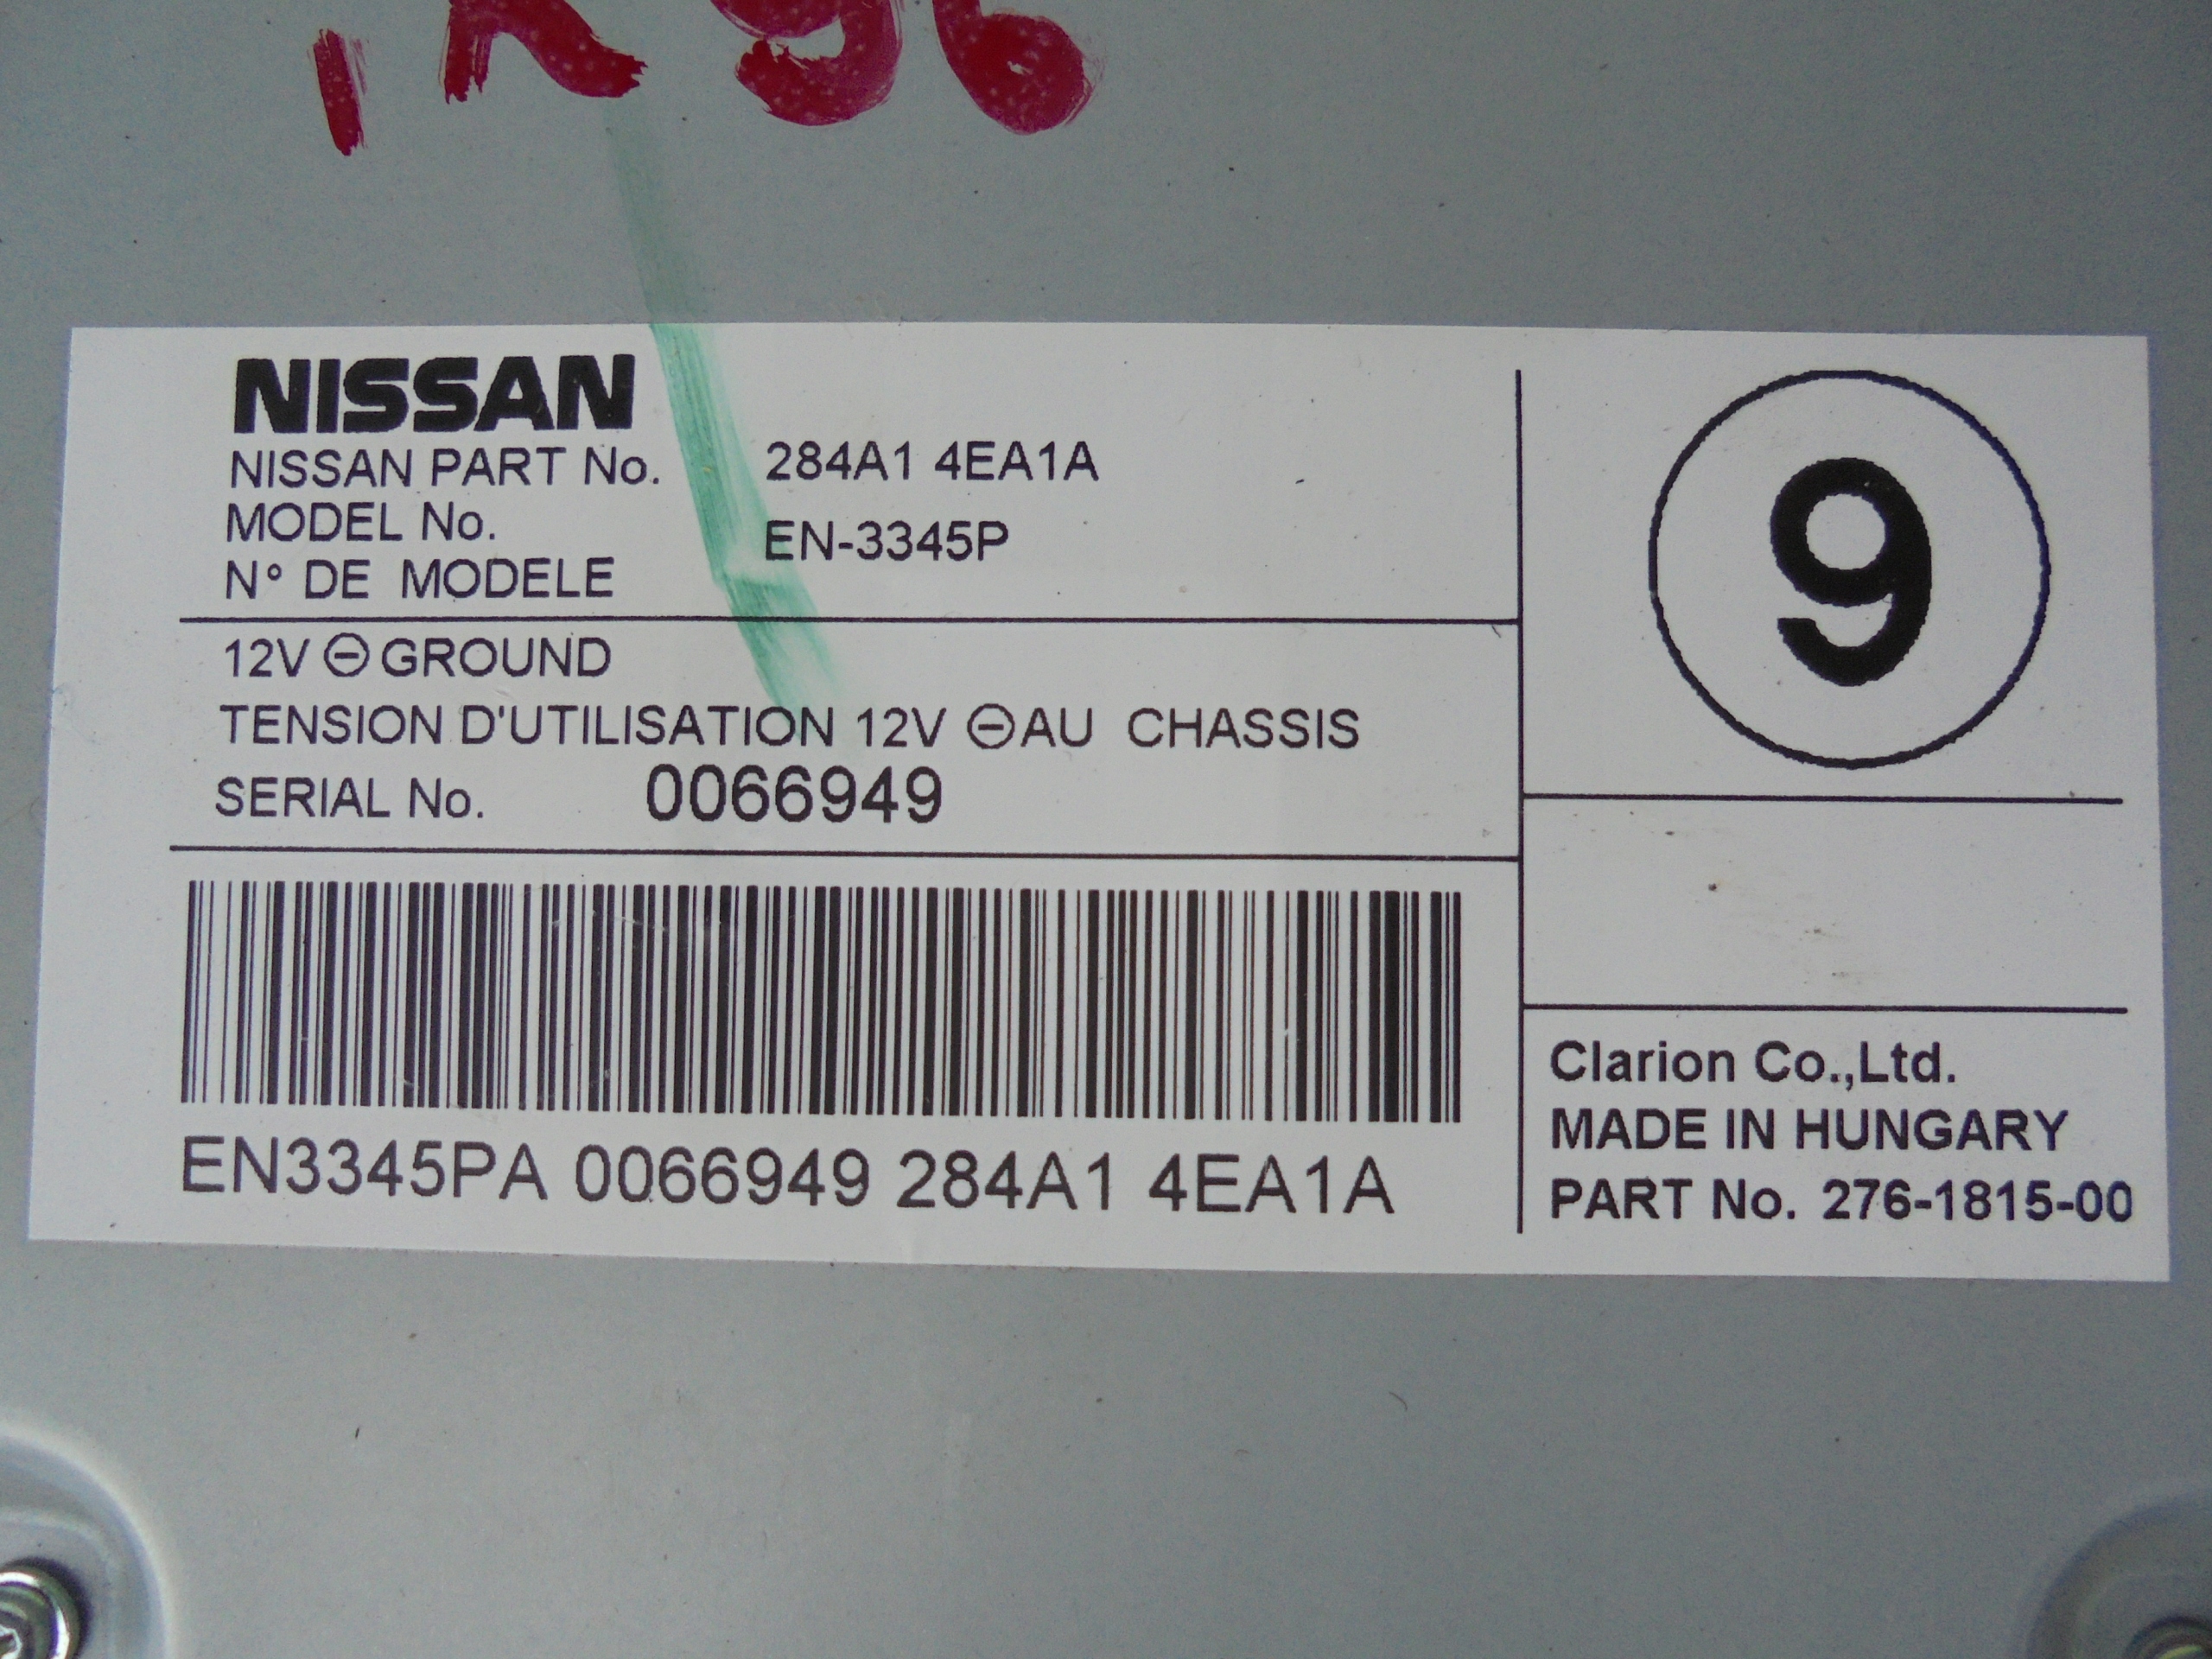 NISSAN
NISSAN PART No. 284A1 4EA1A
MODEL No.
N° DE MODELE EN-3345P
12V ⊖ GROUND
TENSION D'UTILISATION 12V ⊖ AU CHASSIS
SERIAL No. 0066949
EN3345PA 0066949 284A1 4EA1A
9
Clarion Co.,Ltd.
MADE IN HUNGARY
PART No. 276-1815-00